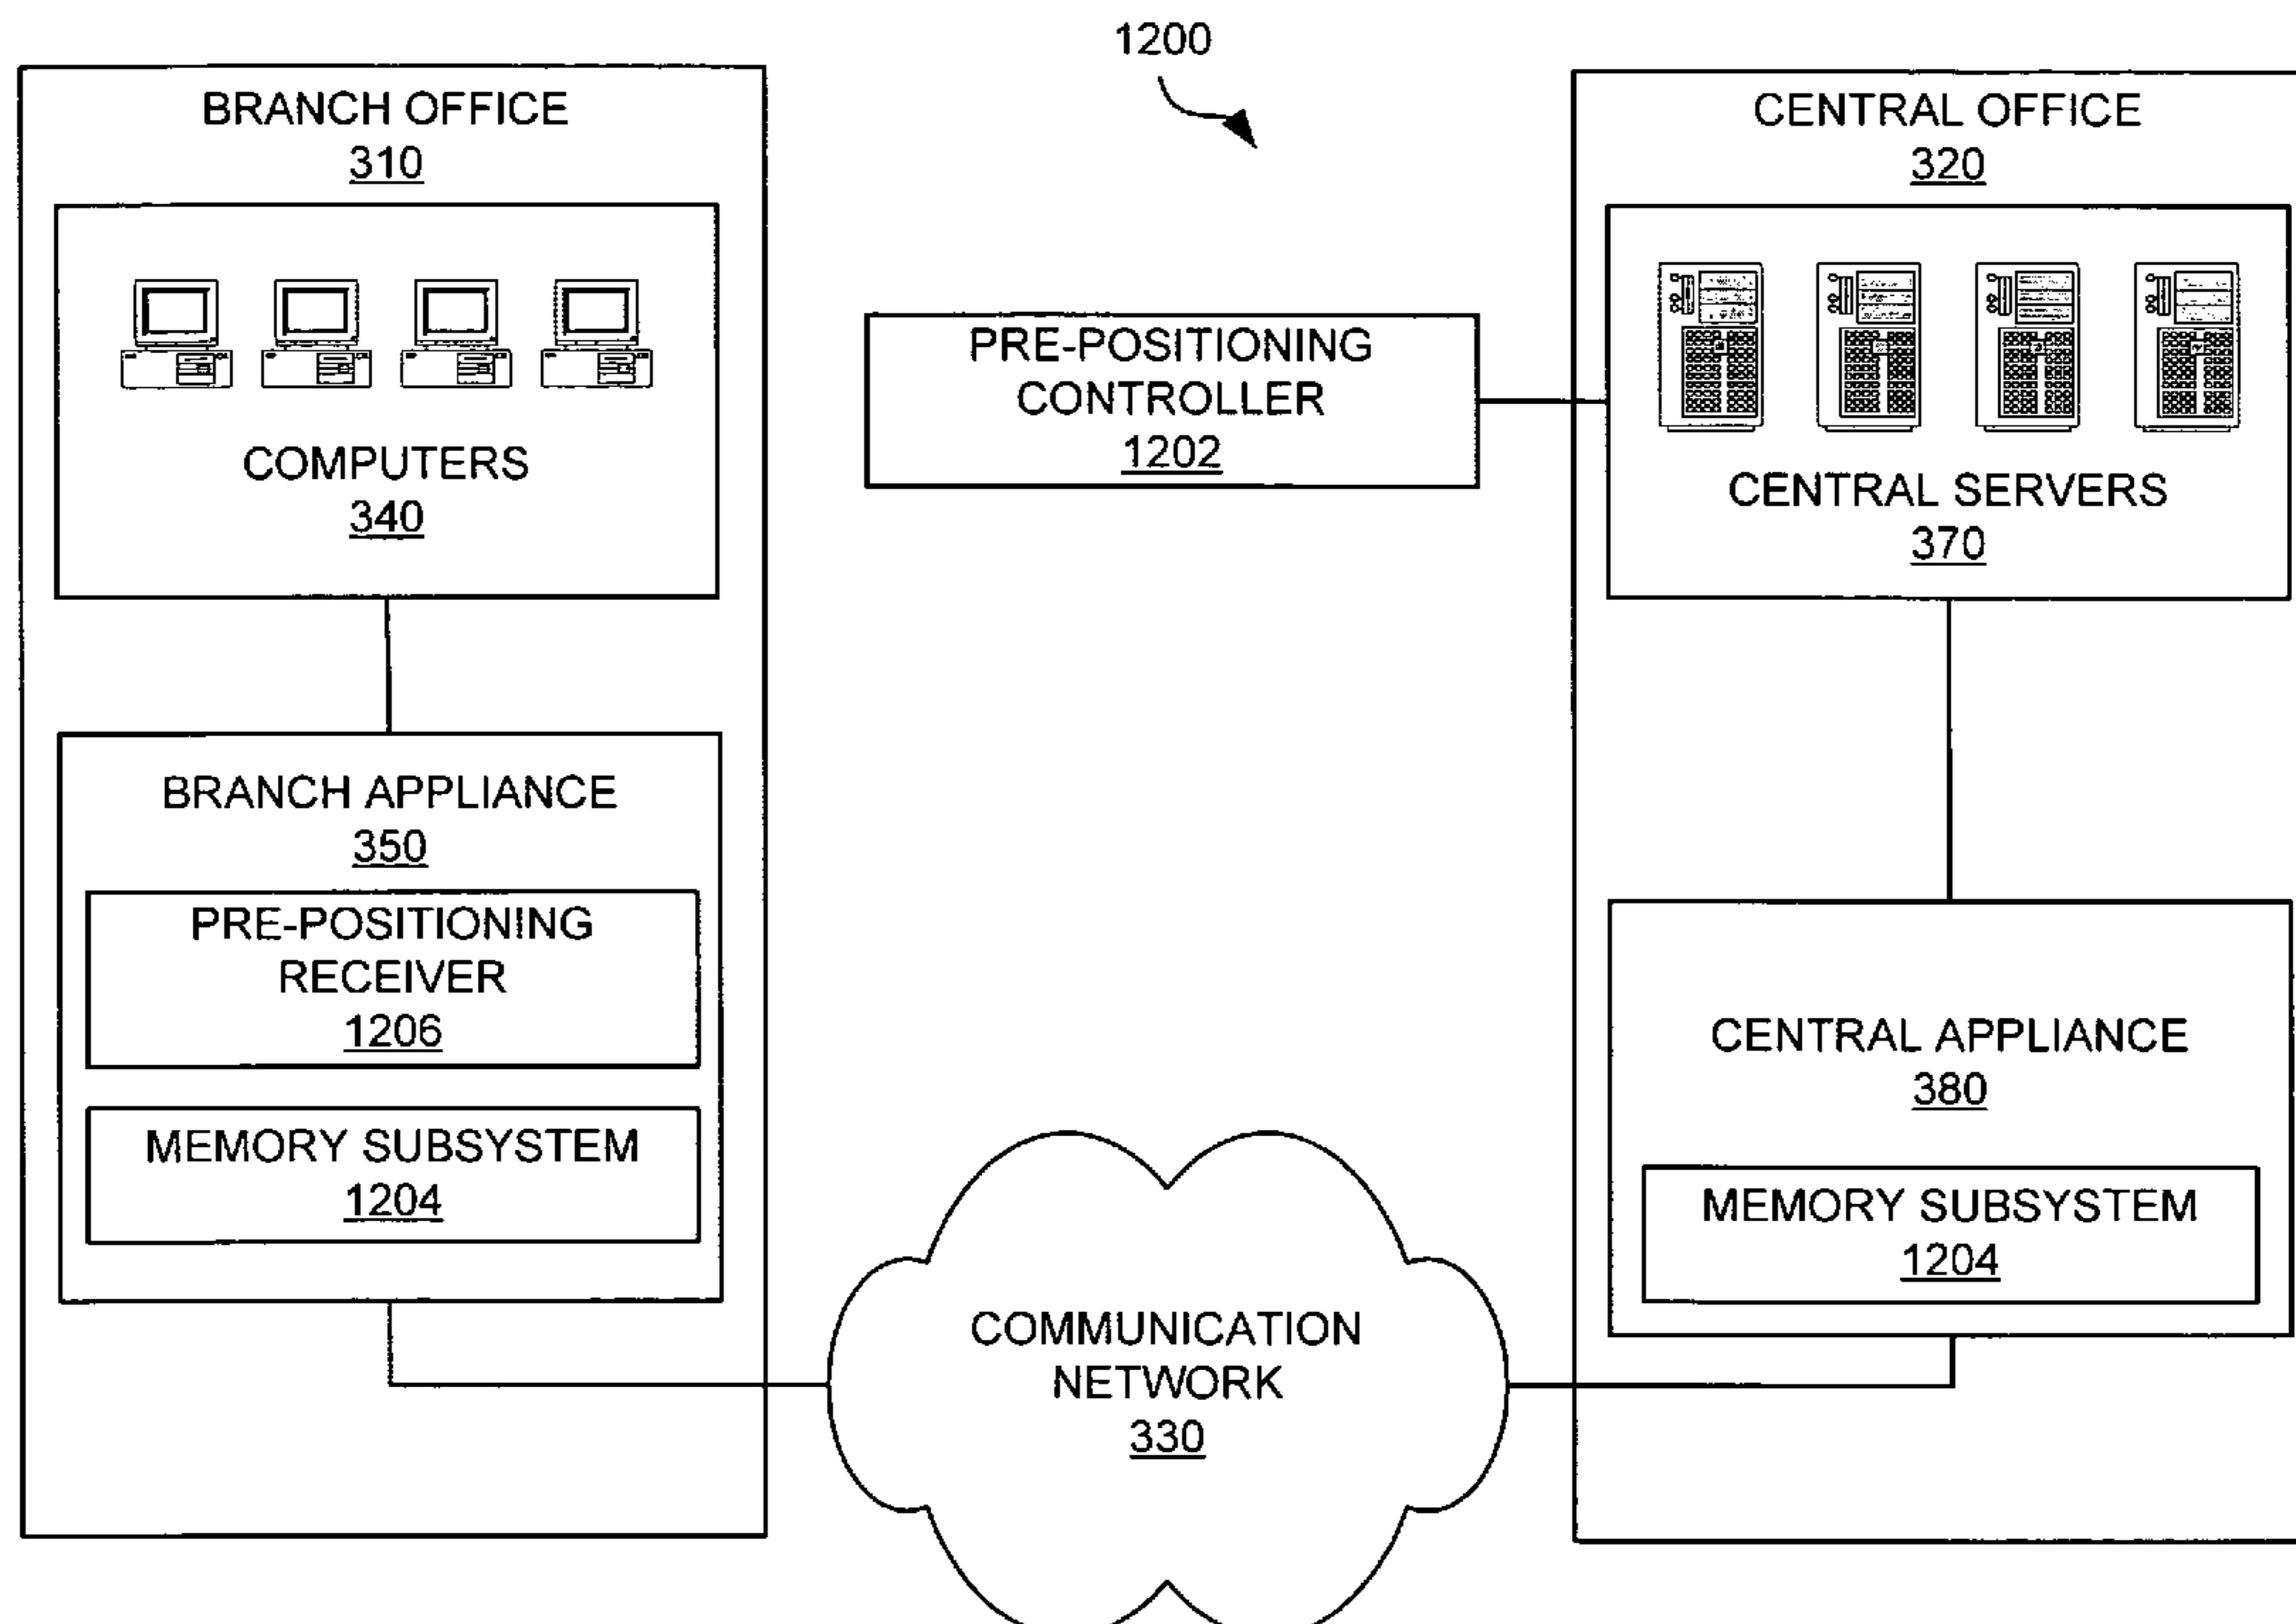 1200
BRANCH OFFICE
310
COMPUTERS
340
BRANCH APPLIANCE
350
PRE-POSITIONING
RECEIVER
1206
MEMORY SUBSYSTEM
1204
PRE-POSITIONING
CONTROLLER
1202
COMMUNICATION
NETWORK
330
CENTRAL OFFICE
320
CENTRAL SERVERS
370
CENTRAL APPLIANCE
380
MEMORY SUBSYSTEM
1204